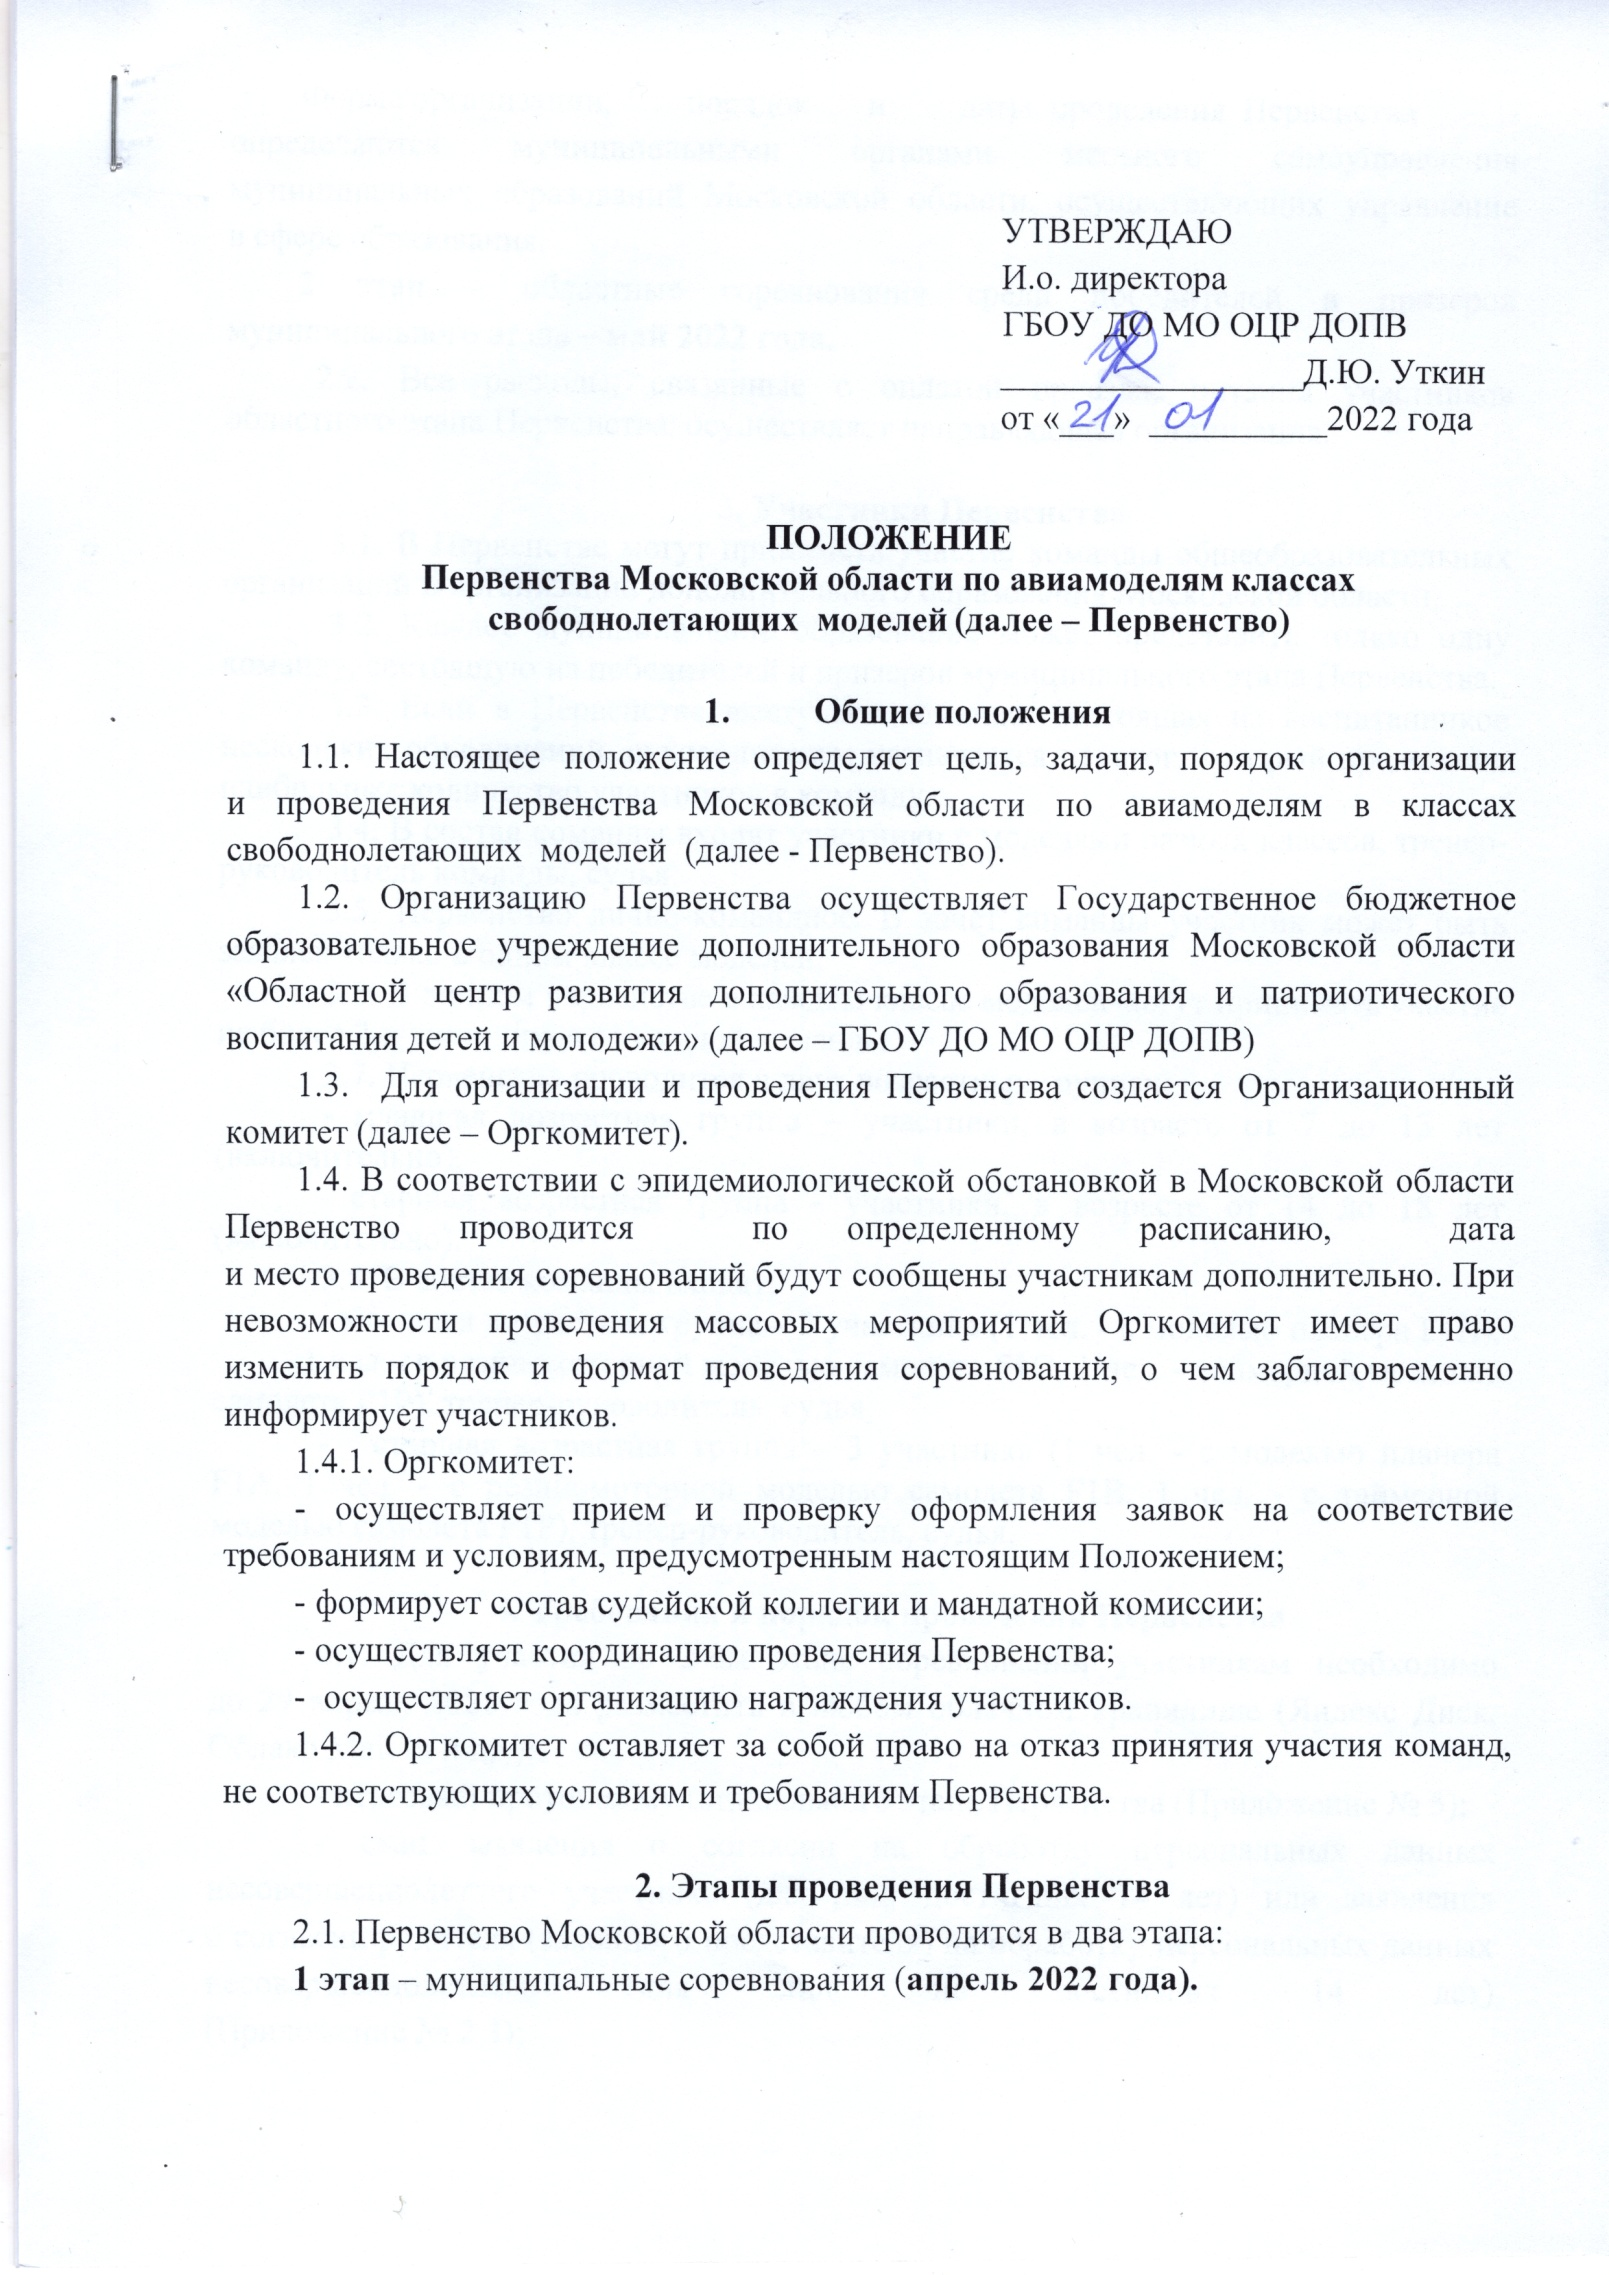 УТВЕРЖДАЮ
И.о. директора
ГБОУ ДО МО ОЦР ДОПВ
________________Д.Ю. Уткин
от «21» 01 2022 года
ПОЛОЖЕНИЕ
Первенства Московской области по авиамоделям классах
свободнолетающих моделей (далее – Первенство)
1. Общие положения
1.1. Настоящее положение определяет цель, задачи, порядок организации
и проведения Первенства Московской области по авиамоделям в классах
свободнолетающих моделей (далее - Первенство).
1.2. Организацию Первенства осуществляет Государственное бюджетное
образовательное учреждение дополнительного образования Московской области
«Областной центр развития дополнительного образования и патриотического
воспитания детей и молодежи» (далее – ГБОУ ДО МО ОЦР ДОПВ)
1.3. Для организации и проведения Первенства создается Организационный
комитет (далее – Оргкомитет).
1.4. В соответствии с эпидемиологической обстановкой в Московской области
Первенство проводится по определенному расписанию, дата
и место проведения соревнований будут сообщены участникам дополнительно. При
невозможности проведения массовых мероприятий Оргкомитет имеет право
изменить порядок и формат проведения соревнований, о чем заблаговременно
информирует участников.
1.4.1. Оргкомитет:
- осуществляет прием и проверку оформления заявок на соответствие
требованиям и условиям, предусмотренным настоящим Положением;
- формирует состав судейской коллегии и мандатной комиссии;
- осуществляет координацию проведения Первенства;
- осуществляет организацию награждения участников.
1.4.2. Оргкомитет оставляет за собой право на отказ принятия участия команд,
не соответствующих условиям и требованиям Первенства.
2. Этапы проведения Первенства
2.1. Первенство Московской области проводится в два этапа:
1 этап – муниципальные соревнования (апрель 2022 года).